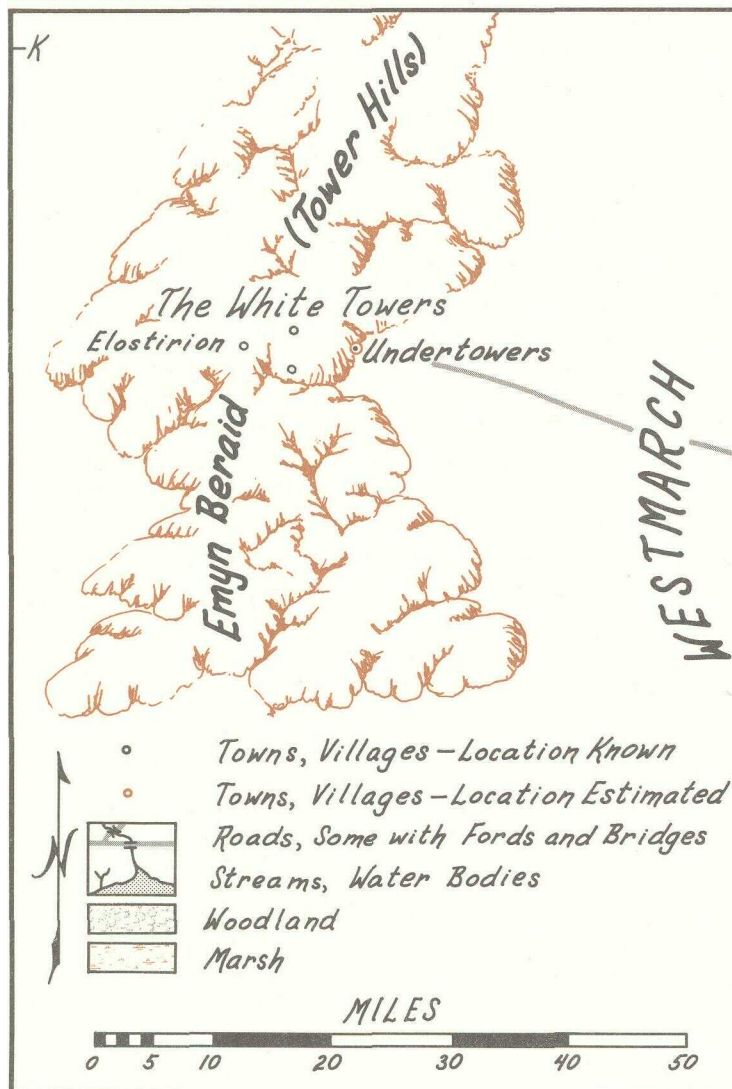 K
(Tower Hills)
The White Towers
Elostirion
Undertowers
Emyn Beraid
WESTMARCH
Towns, Villages – Location Known
Towns, Villages – Location Estimated
Roads, Some with Fords and Bridges
Streams, Water Bodies
Woodland
Marsh
N
MILES
0 5 10 20 30 40 50